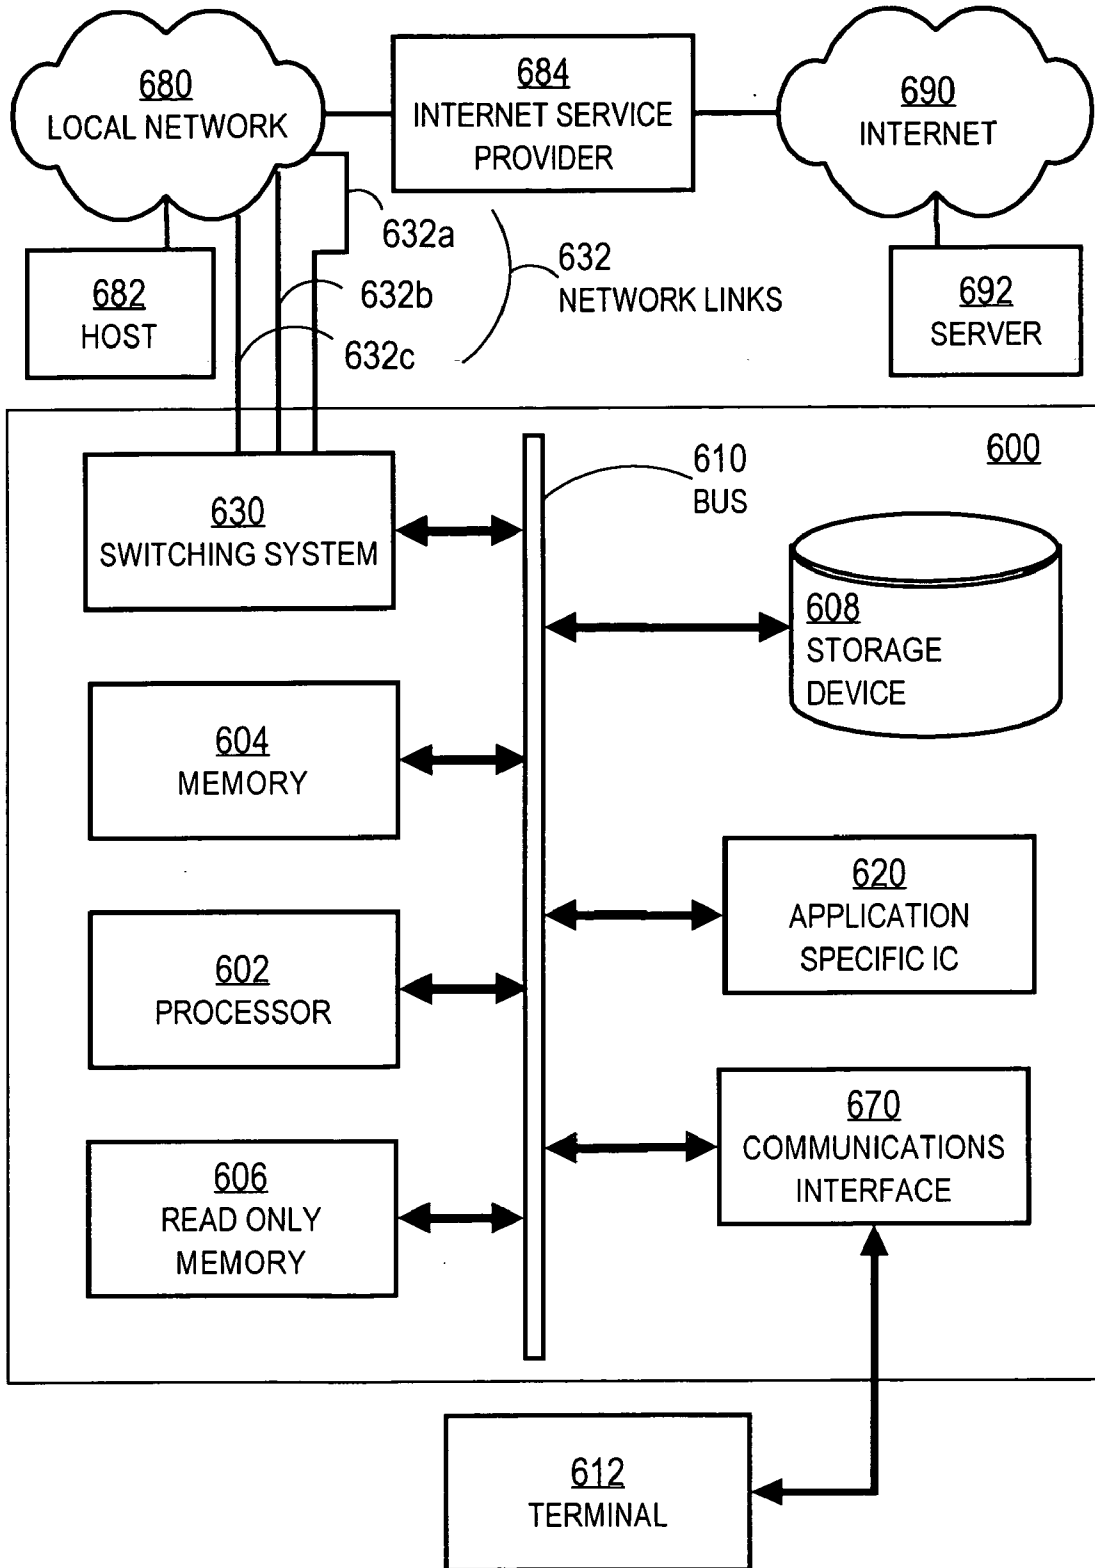 680
LOCAL NETWORK
684
INTERNET SERVICE
PROVIDER
690
INTERNET
632a
632b
632c
632
NETWORK LINKS
682
HOST
692
SERVER
600
610
BUS
630
SWITCHING SYSTEM
608
STORAGE
DEVICE
604
MEMORY
620
APPLICATION
SPECIFIC IC
602
PROCESSOR
670
COMMUNICATIONS
INTERFACE
606
READ ONLY
MEMORY
612
TERMINAL